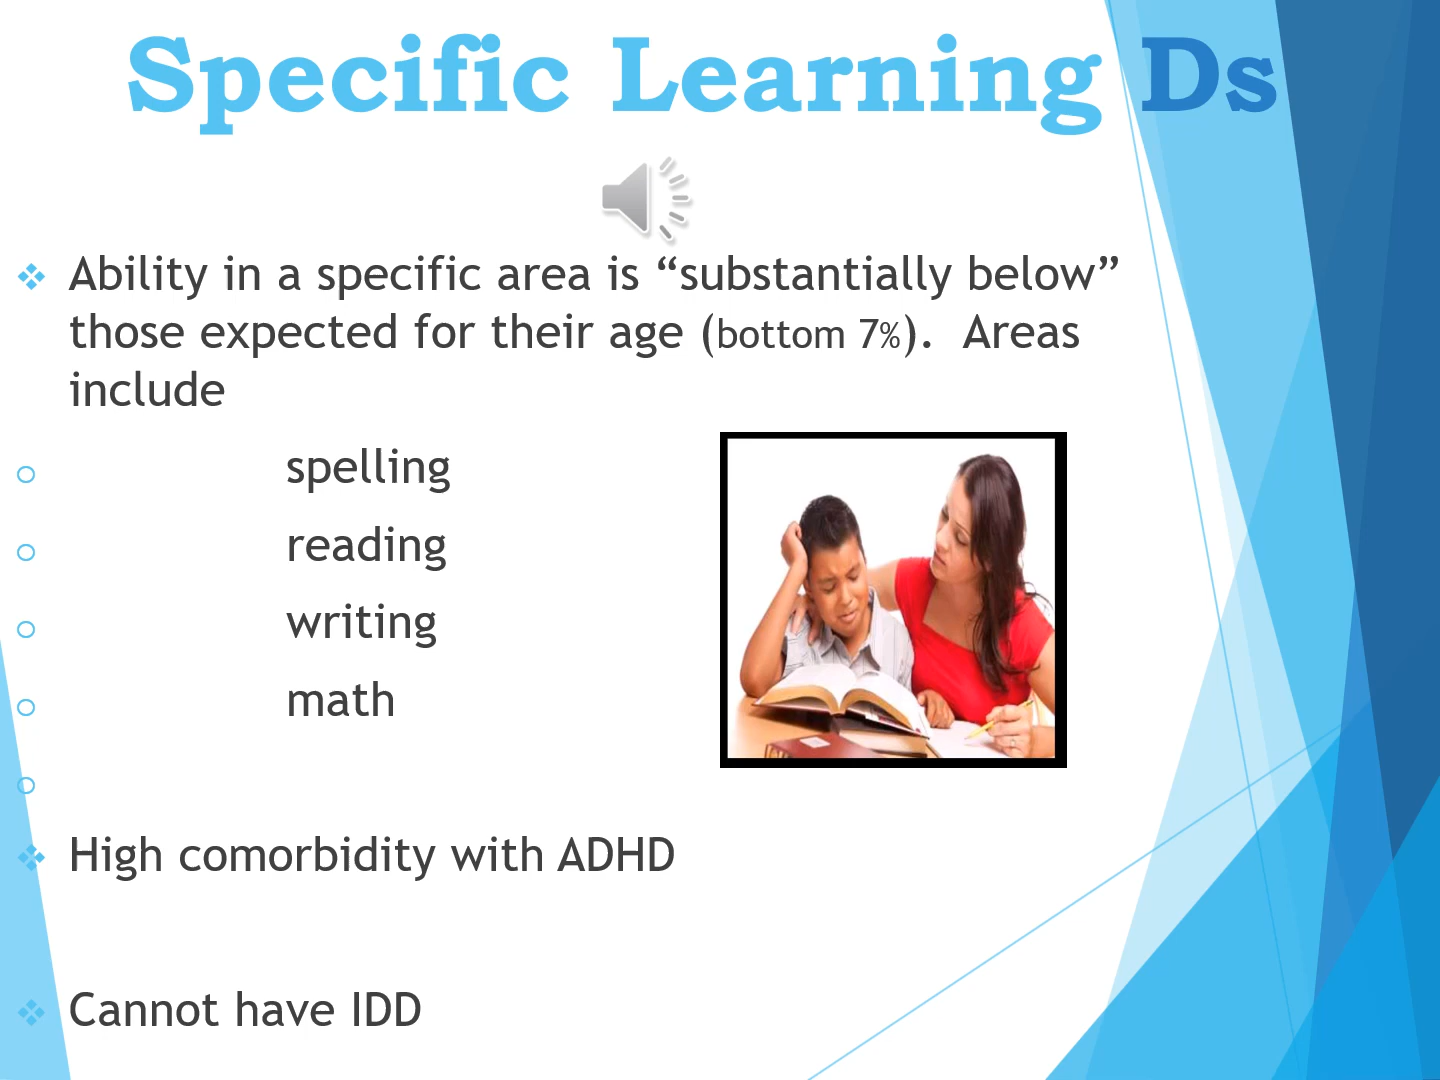 Specific Learning Ds
Ability in a specific area is “substantially below”
those expected for their age (bottom 7%).  Areas
include
spelling
reading
writing
math
High comorbidity with ADHD
Cannot have IDD